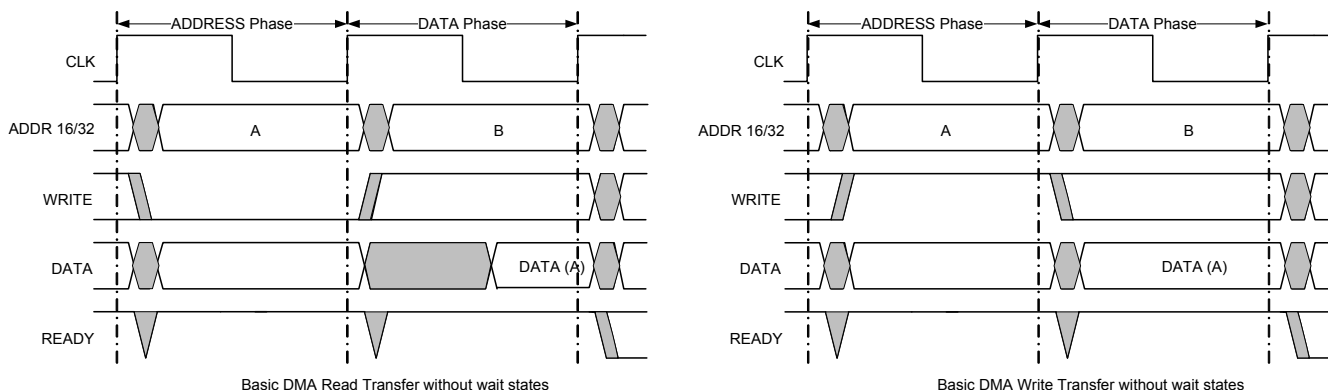 ADDRESS Phase DATA Phase
CLK
ADDR 16/32 A B
WRITE
DATA DATA (A)
READY
Basic DMA Read Transfer without wait states
ADDRESS Phase DATA Phase
CLK
ADDR 16/32 A B
WRITE
DATA DATA (A)
READY
Basic DMA Write Transfer without wait states